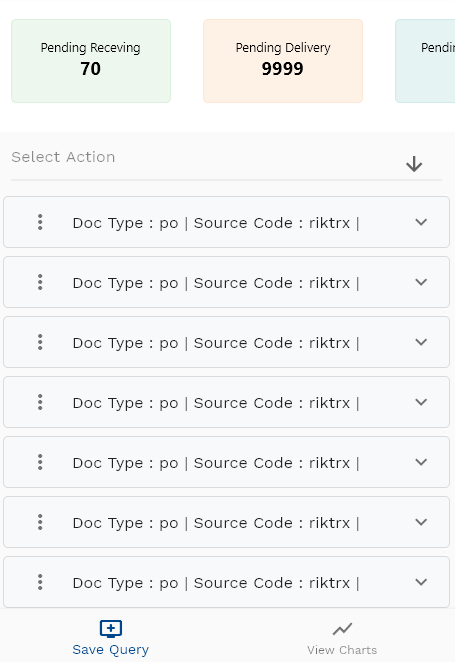 Pending Receving
70
Pending Delivery
9999
Pendin
Select Action
Doc Type : po | Source Code : riktrx |
Doc Type : po | Source Code : riktrx |
Doc Type : po | Source Code : riktrx |
Doc Type : po | Source Code : riktrx |
Doc Type : po | Source Code : riktrx |
Doc Type : po | Source Code : riktrx |
Doc Type : po | Source Code : riktrx |
Save Query
View Charts